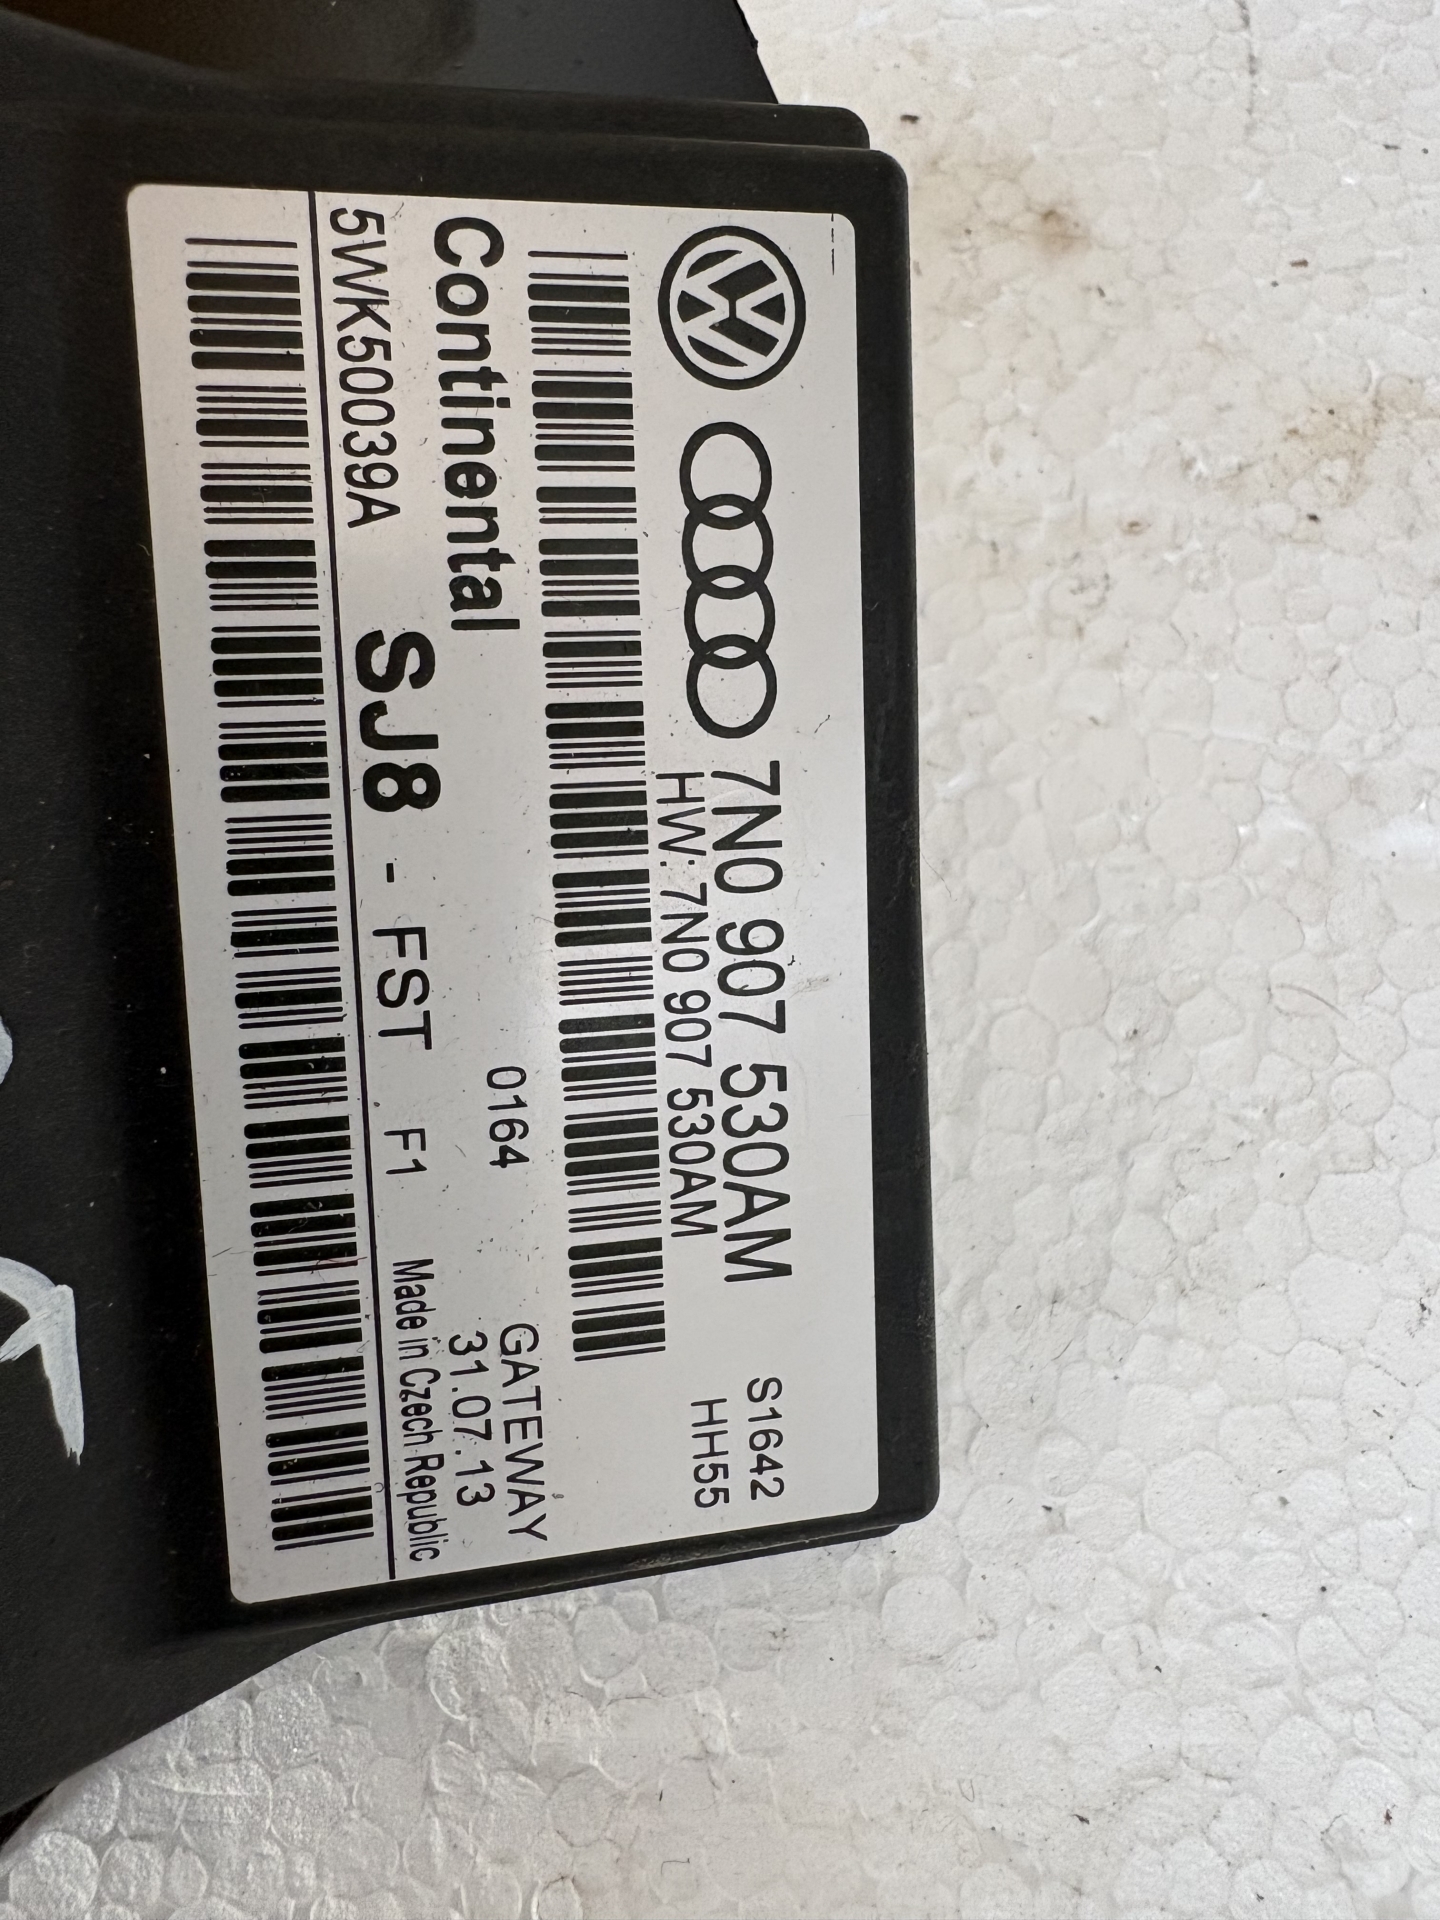 7N0 907 530AM S1642
HW: 7N0 907 530AM HH55
Continental 0164 GATEWAY
31.07.13
5WK50039A SJ8 - FST F1 Made in Czech Republic